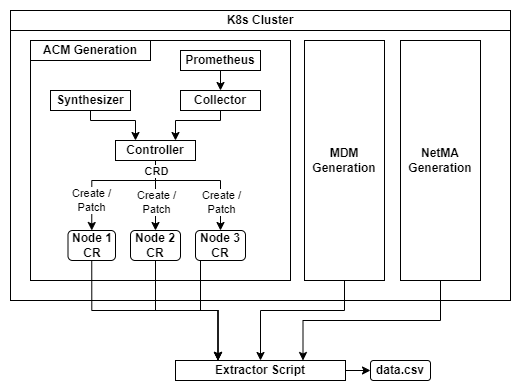 K8s Cluster
ACM Generation
Prometheus
Synthesizer
Collector
Controller
CRD
Create /
Patch
Create /
Patch
Create /
Patch
Node 1
CR
Node 2
CR
Node 3
CR
MDM
Generation
NetMA
Generation
Extractor Script
data.csv